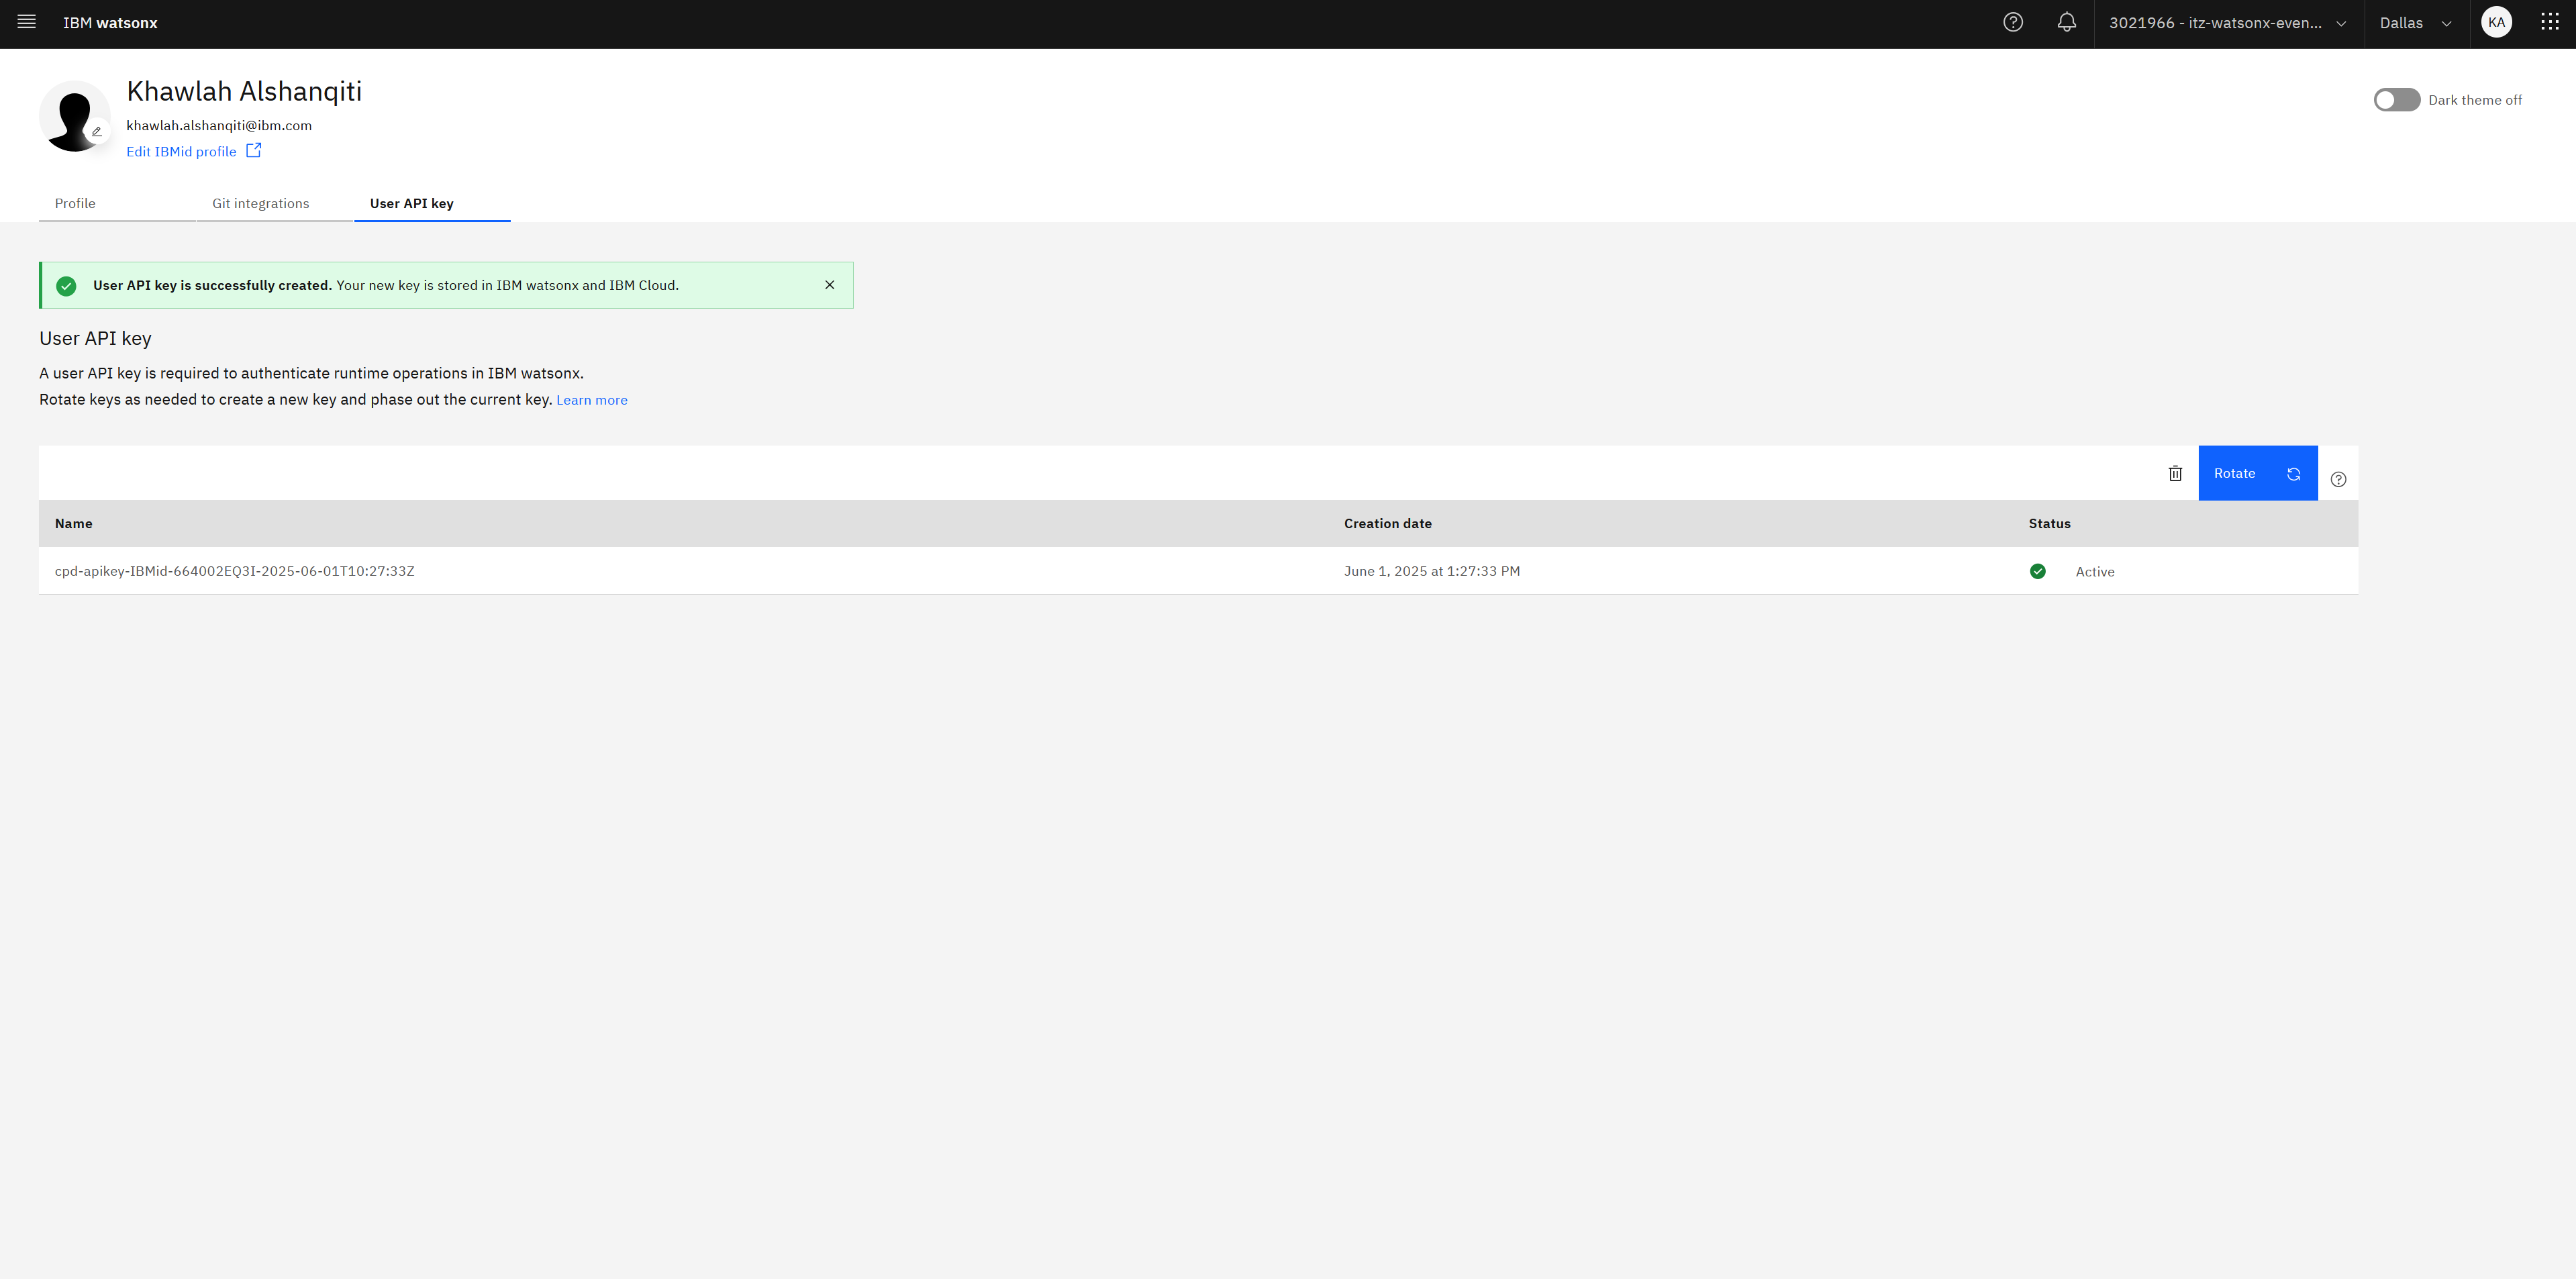 IBM watsonx
3021966 - itz-watsonx-even...
Dallas
KA
Khawlah Alshanqiti
khawlah.alshanqiti@ibm.com
Edit IBMid profile
Dark theme off
Profile
Git integrations
User API key
User API key is successfully created. Your new key is stored in IBM watsonx and IBM Cloud.
User API key
A user API key is required to authenticate runtime operations in IBM watsonx.
Rotate keys as needed to create a new key and phase out the current key. Learn more
Rotate
Name
Creation date
Status
cpd-apikey-IBMid-664002EQ3I-2025-06-01T10:27:33Z
June 1, 2025 at 1:27:33 PM
Active